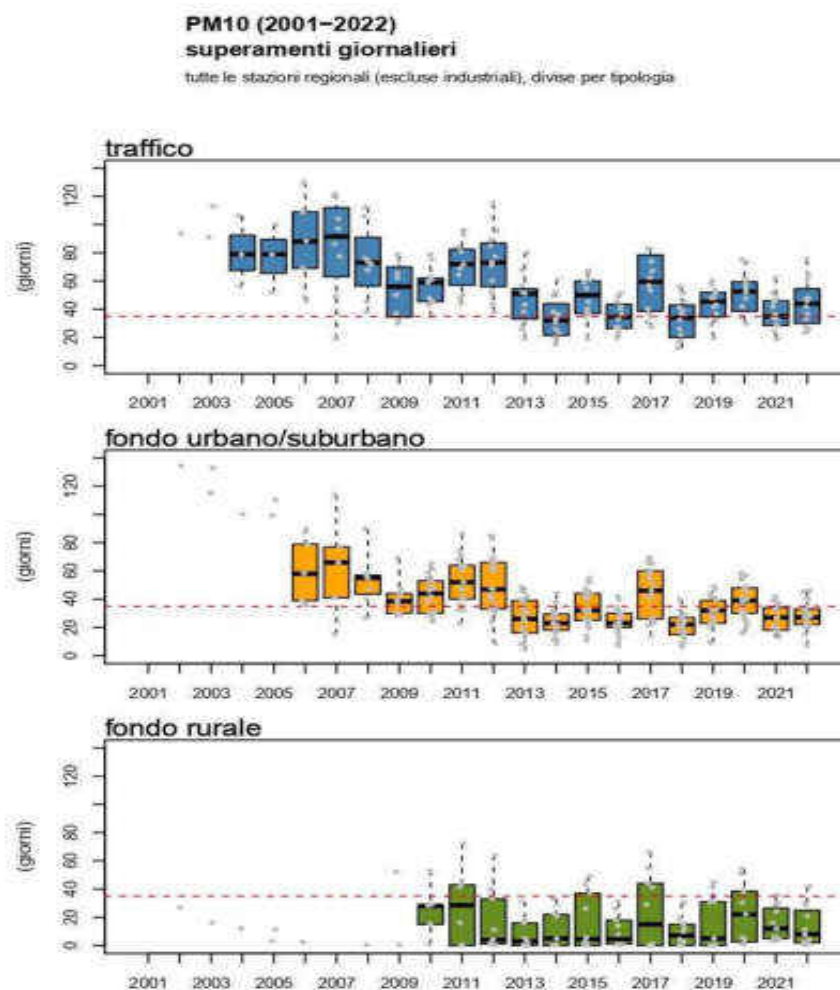 PM10 (2001−2022)
superamenti giornalieri
tutte le stazioni regionali (escluse industriali), divise per tipologia
traffico
(giorni)
0 20 40 60 80 120
2001 2003 2005 2007 2009 2011 2013 2015 2017 2019 2021
fondo urbano/suburbano
(giorni)
0 20 40 60 80 120
2001 2003 2005 2007 2009 2011 2013 2015 2017 2019 2021
fondo rurale
(giorni)
0 20 40 60 80 120
2001 2003 2005 2007 2009 2011 2013 2015 2017 2019 2021